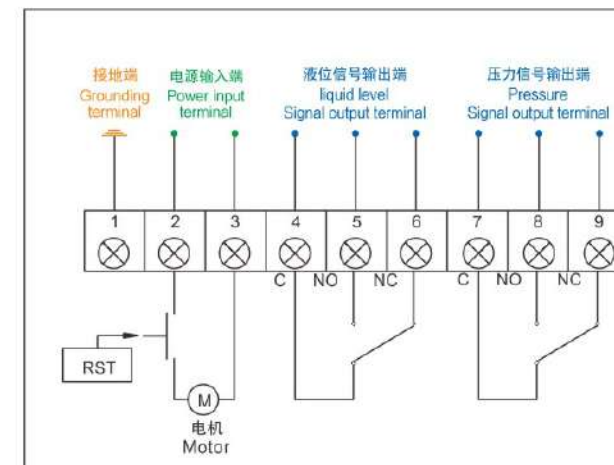 接地端
Grounding
terminal
电源输入端
Power input
terminal
液位信号输出端
liquid level
Signal output terminal
压力信号输出端
Pressure
Signal output terminal
1 2 3 4 5 6 7 8 9
C NO NC C NO NC
RST
M
电机
Motor